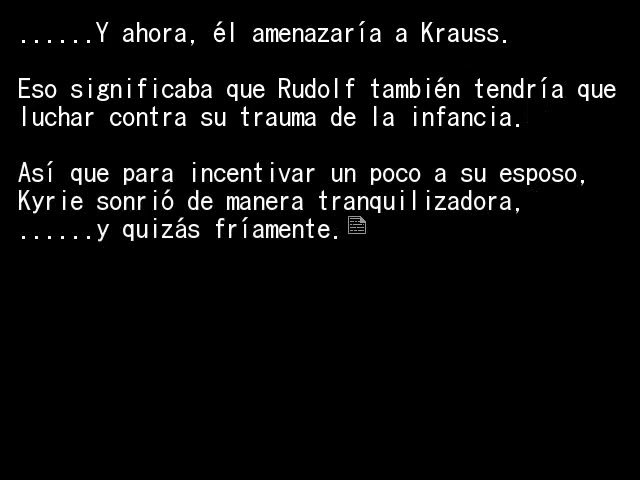 ......Y ahora, él amenazaría a Krauss.
Eso significaba que Rudolf también tendría que
luchar contra su trauma de la infancia.
Así que para incentivar un poco a su esposo,
Kyrie sonrió de manera tranquilizadora,
......y quizás fríamente.